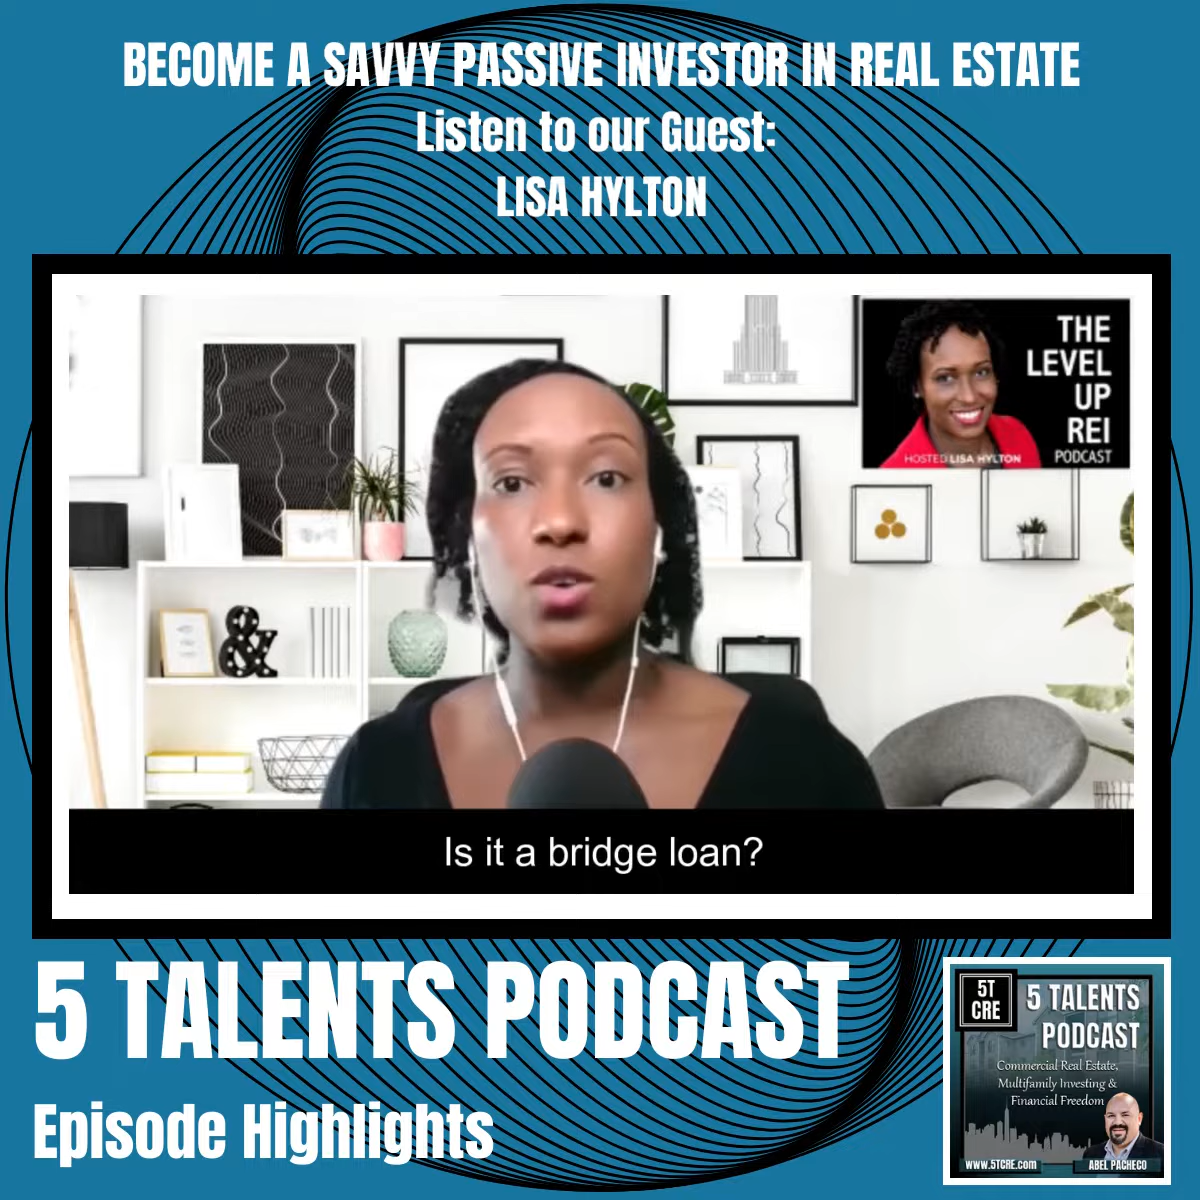 BECOME A SAVVY PASSIVE INVESTOR IN REAL ESTATE
Listen to our Guest:
LISA HYLTON
THE
LEVEL
UP
REI
PODCAST
HOSTED LISA HYLTON
&
Is it a bridge loan?
5 TALENTS PODCAST
Episode Highlights
5T
CRE
5 TALENTS
PODCAST
Commercial Real Estate,
Multifamily Investing &
Financial Freedom
www.5TCRE.com
ABEL PACHECO